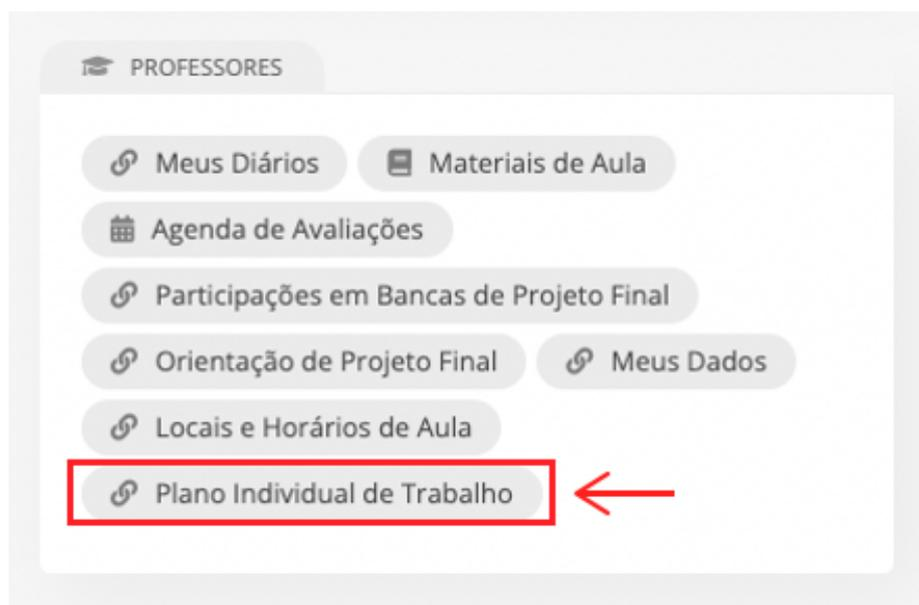 PROFESSORES
Meus Diários Materiais de Aula
Agenda de Avaliações
Participações em Bancas de Projeto Final
Orientação de Projeto Final Meus Dados
Locais e Horários de Aula
Plano Individual de Trabalho